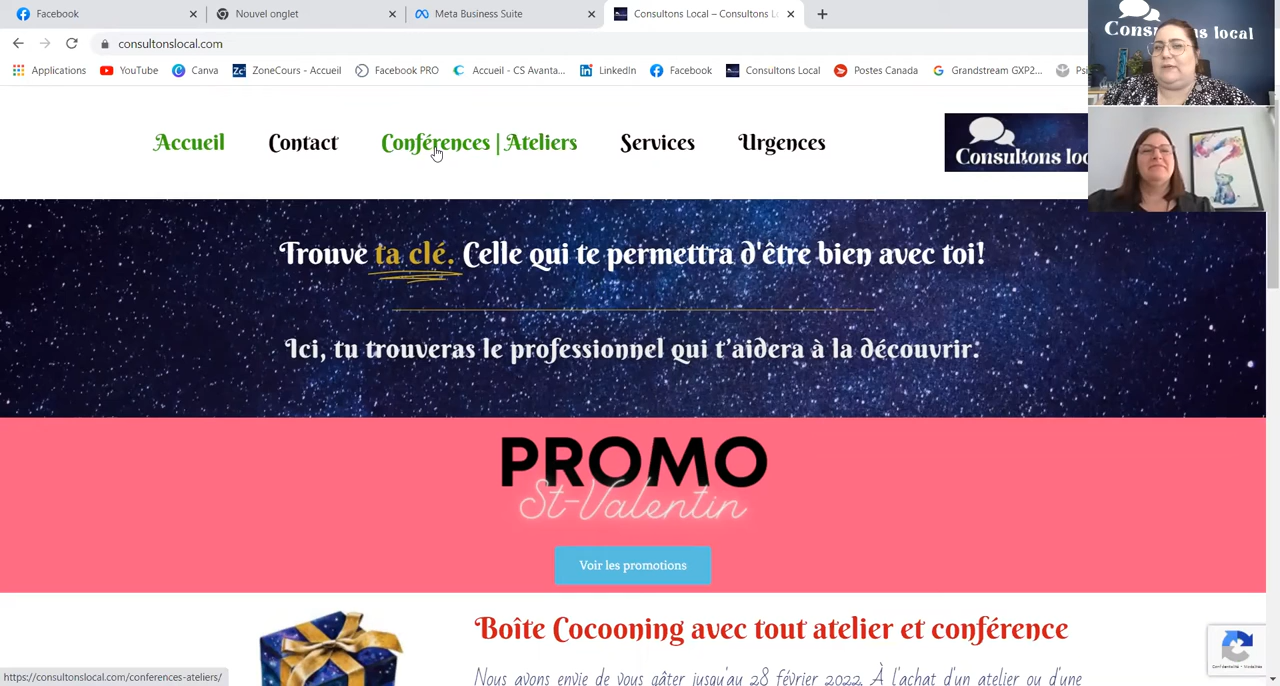 Facebook
Nouvel onglet
Meta Business Suite
Consultons Local – Consultons Lo
consultonslocal.com
Applications
YouTube
Canva
Zc ZoneCours - Accueil
Facebook PRO
Accueil - CS Avanta...
LinkedIn
Facebook
Consultons Local
Postes Canada
Grandstream GXP2...
Accueil
Contact
Conférences | Ateliers
Services
Urgences
Consultons loc
Consultons local
Trouve ta clé. Celle qui te permettra d'être bien avec toi!
Ici, tu trouveras le professionnel qui t'aidera à la découvrir.
PROMO
St-Valentin
Voir les promotions
Boîte Cocooning avec tout atelier et conférence
Nous avons envie de vous gâter jusqu'au 28 février 2022. À l'achat d'un atelier ou d'une
https://consultonslocal.com/conferences-ateliers/